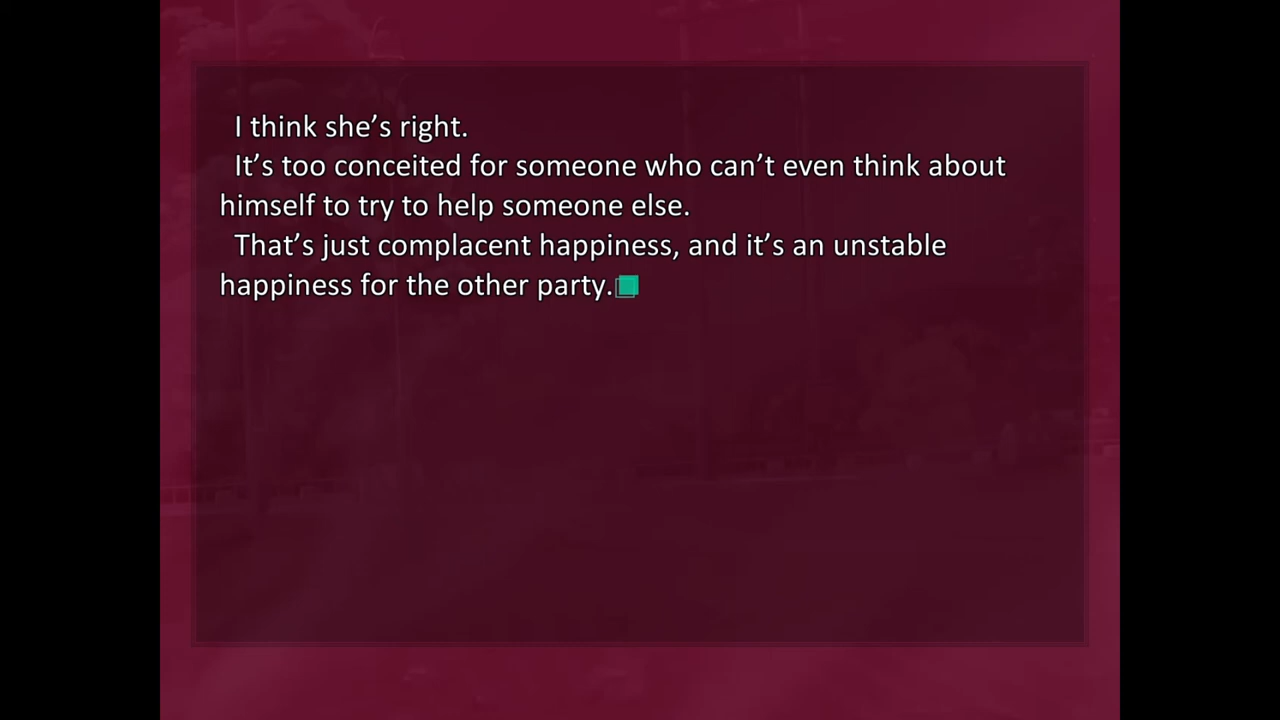 I think she’s right.
It’s too conceited for someone who can’t even think about
himself to try to help someone else.
That’s just complacent happiness, and it’s an unstable
happiness for the other party.